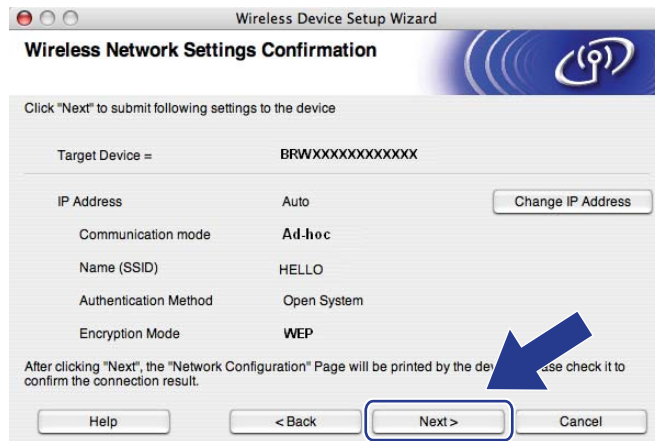 Wireless Device Setup Wizard
Wireless Network Settings Confirmation
Click "Next" to submit following settings to the device
Target Device = BRWXXXXXXXXXXXX
IP Address Auto Change IP Address
Communication mode Ad-hoc
Name (SSID) HELLO
Authentication Method Open System
Encryption Mode WEP
After clicking "Next", the "Network Configuration" Page will be printed by the check it to
confirm the connection result.
Help < Back Next > Cancel